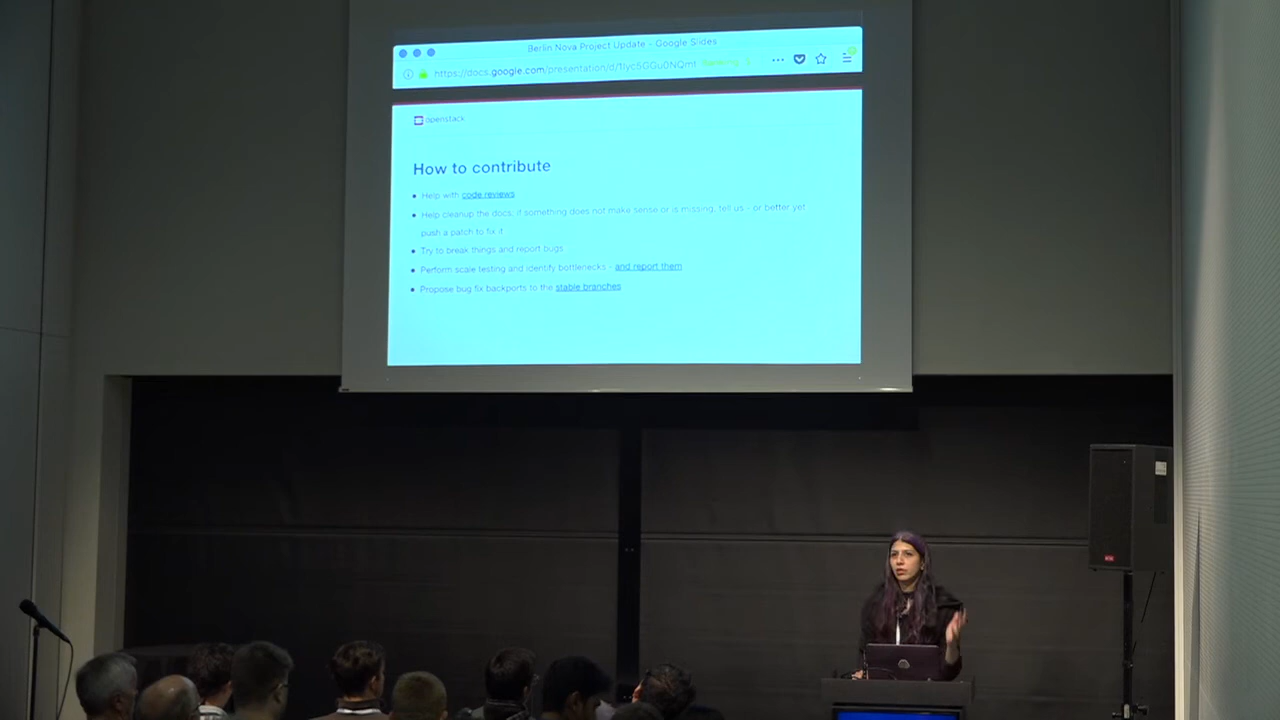 Berlin Nova Project Update - Google Slides
https://docs.google.com/presentation/d/1Iyc5GGu0NQmt
openstack
How to contribute
Help with code reviews
Help cleanup the docs, if something does not make sense or is missing, tell us - or better yet
push a patch to fix it
Try to break things and report bugs
Perform scale testing and identify bottlenecks - and report them
Propose bug fix backports to the stable branches